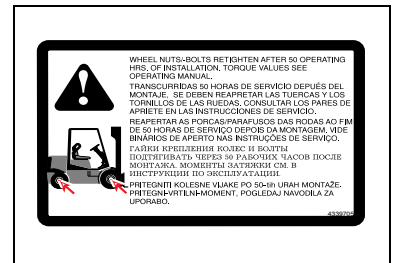 WHEEL NUTS/-BOLTS RETIGHTEN AFTER 50 OPERATING
HRS. OF INSTALLATION. TORQUE VALUES SEE
OPERATING MANUAL.
TRANSCURRÍDAS 50 HORAS DE SERVÍCIO DEPUÉS DEL
MONTAJE, SE DEBEN REAPRETAR LAS TUERCAS Y LOS
TORNILLOS DE LAS RUEDAS. CONSULTAR LOS PARES DE
APRIETE EN LAS INSTRUCCIONES DE SERVICIO.
REAPERTAR AS PORCAS/PARAFUSOS DAS RODAS AO FIM
DE 50 HORAS DE SERVIÇO DEPOIS DA MONTAGEM, VIDE
BINÁRIOS DE APERTO NAS INSTRUÇÕES DE SERVIÇO.
ГАЙКИ КРЕПЛЕНИЯ КОЛЕС И БОЛТЫ
ПОДТЯГИВАТЬ ЧЕРЕЗ 50 РАБОЧИХ ЧАСОВ ПОСЛЕ
МОНТАЖА. МОМЕНТЫ ЗАТЯЖКИ СМ. В
ИНСТРУКЦИИ ПО ЭКСПЛУАТАЦИИ.
PRITEGNITI KOLESNE VIJAKE PO 50-tih URAH MONTAŽE.
PRITEGNI-VRTILNI-MOMENT, POGLEDAJ NAVODILA ZA
UPORABO.
4339705